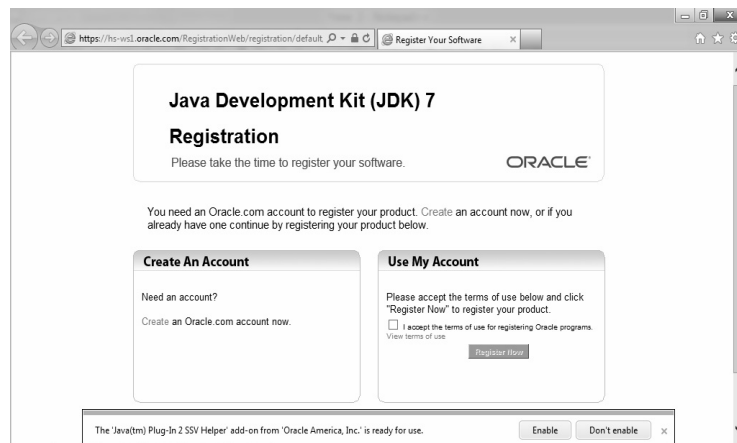 https://hs-ws1.oracle.com/RegistrationWeb/registration/default
Register Your Software
Java Development Kit (JDK) 7
Registration
Please take the time to register your software.
ORACLE
You need an Oracle.com account to register your product. Create an account now, or if you
already have one continue by registering your product below.
Create An Account
Need an account?
Create an Oracle.com account now.
Use My Account
Please accept the terms of use below and click
"Register Now" to register your product.
I accept the terms of use for registering Oracle programs.
View terms of use
Register Now
The 'Java(tm) Plug-In 2 SSV Helper' add-on from 'Oracle America, Inc.' is ready for use.
Enable
Don't enable